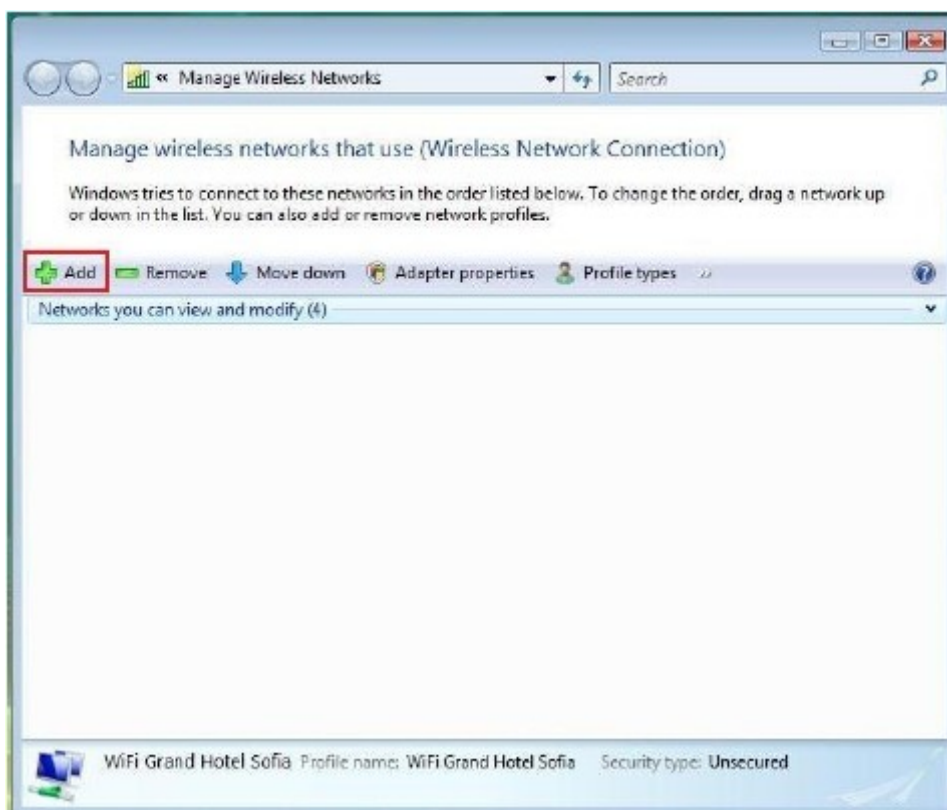 « Manage Wireless Networks
Search
Manage wireless networks that use (Wireless Network Connection)
Windows tries to connect to these networks in the order listed below. To change the order, drag a network up
or down in the list. You can also add or remove network profiles.
Add Remove Move down Adapter properties Profile types »
Networks you can view and modify (4)
WiFi Grand Hotel Sofia Profile name: WiFi Grand Hotel Sofia Security type: Unsecured